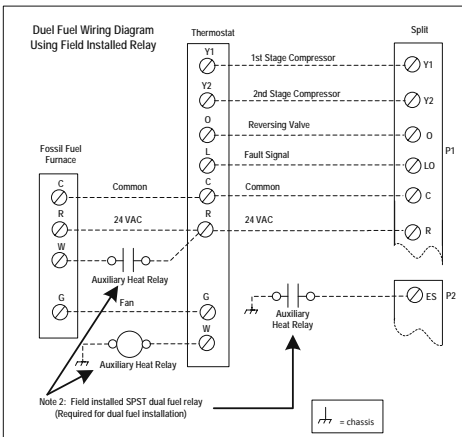 Duel Fuel Wiring Diagram
Using Field Installed Relay
Thermostat
Split
Y1
1st Stage Compressor
Y1
Y2
2nd Stage Compressor
Y2
O
Reversing Valve
O
P1
L
Fault Signal
LO
Fossil Fuel
Furnace
C
Common
C
Common
C
R
24 VAC
R
24 VAC
R
W
Auxiliary Heat Relay
ES
P2
G
Fan
G
Auxiliary
Heat Relay
W
Auxiliary Heat Relay
Note 2: Field installed SPST dual fuel relay
(Required for dual fuel installation)
= chassis